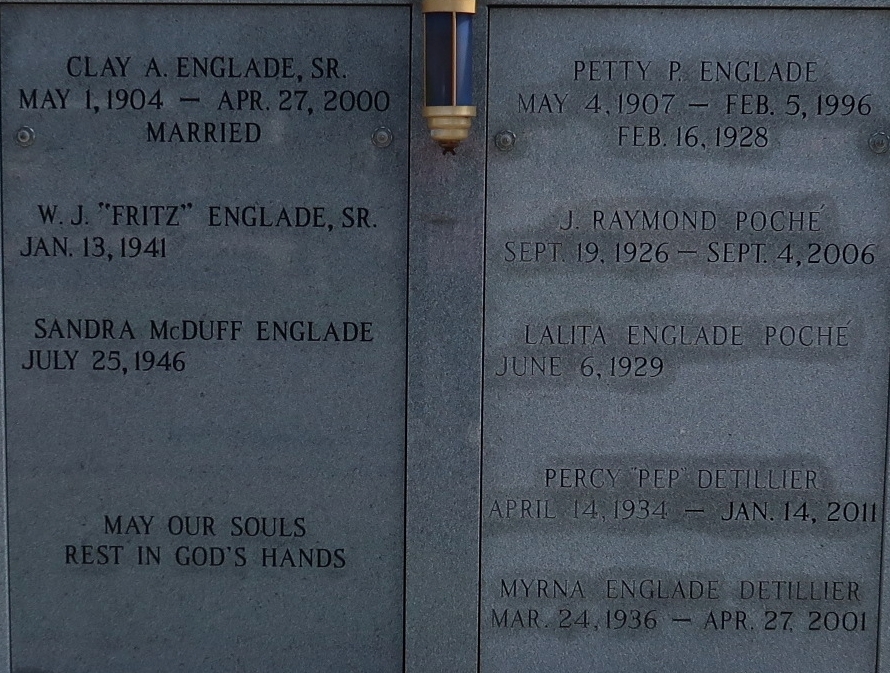 CLAY A. ENGLADE, SR.
MAY 1, 1904 — APR. 27, 2000
MARRIED
W. J. "FRITZ" ENGLADE, SR.
JAN. 13, 1941
SANDRA McDUFF ENGLADE
JULY 25, 1946
MAY OUR SOULS
REST IN GOD'S HANDS
PETTY P. ENGLADE
MAY 4, 1907 — FEB. 5, 1996
FEB. 16, 1928
J. RAYMOND POCHÉ
SEPT. 19, 1926 — SEPT. 4, 2006
LALITA ENGLADE POCHÉ
JUNE 6, 1929
PERCY "PEP" DETILLIER
APRIL 14, 1934 — JAN. 14, 2011
MYRNA ENGLADE DETILLIER
MAR. 24, 1936 — APR. 27, 2001